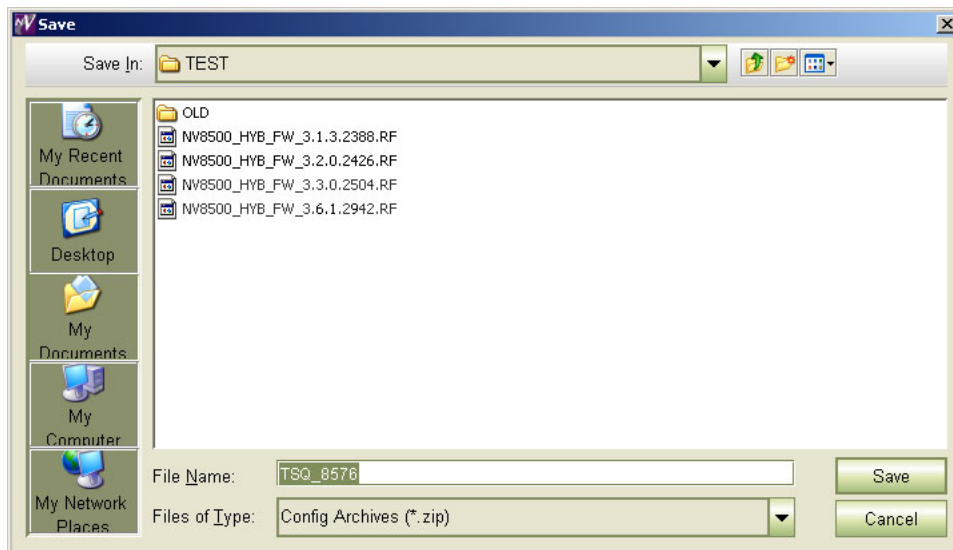 Save
Save In:
TEST
My Recent
Documents
Desktop
My
Documents
My
Computer
My Network
Places
OLD
NV8500_HYB_FW_3.1.3.2388.RF
NV8500_HYB_FW_3.2.0.2426.RF
NV8500_HYB_FW_3.3.0.2504.RF
NV8500_HYB_FW_3.6.1.2942.RF
File Name:
TSQ_8576
Save
Files of Type:
Config Archives (*.zip)
Cancel